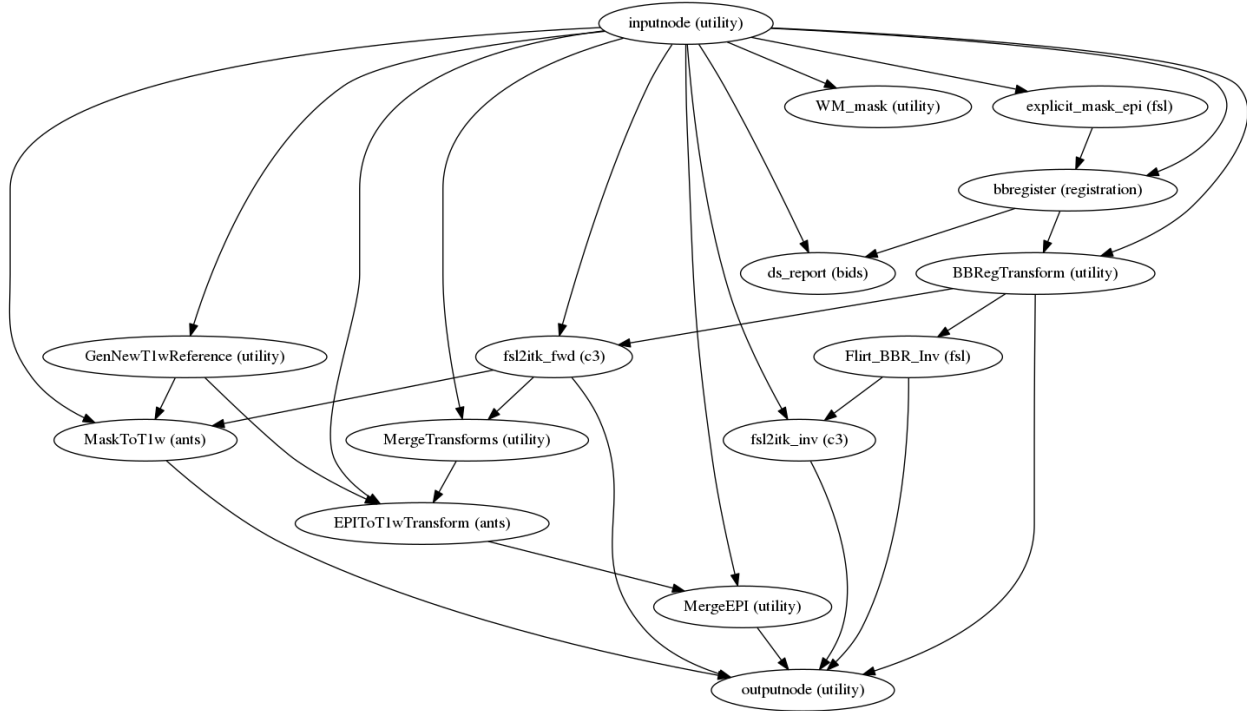 inputnode (utility)
WM_mask (utility)
explicit_mask_epi (fsl)
bbregister (registration)
ds_report (bids)
BBRegTransform (utility)
GenNewT1wReference (utility)
fsl2itk_fwd (c3)
Flirt_BBR_Inv (fsl)
MaskToT1w (ants)
MergeTransforms (utility)
fsl2itk_inv (c3)
EPIToT1wTransform (ants)
MergeEPI (utility)
outputnode (utility)